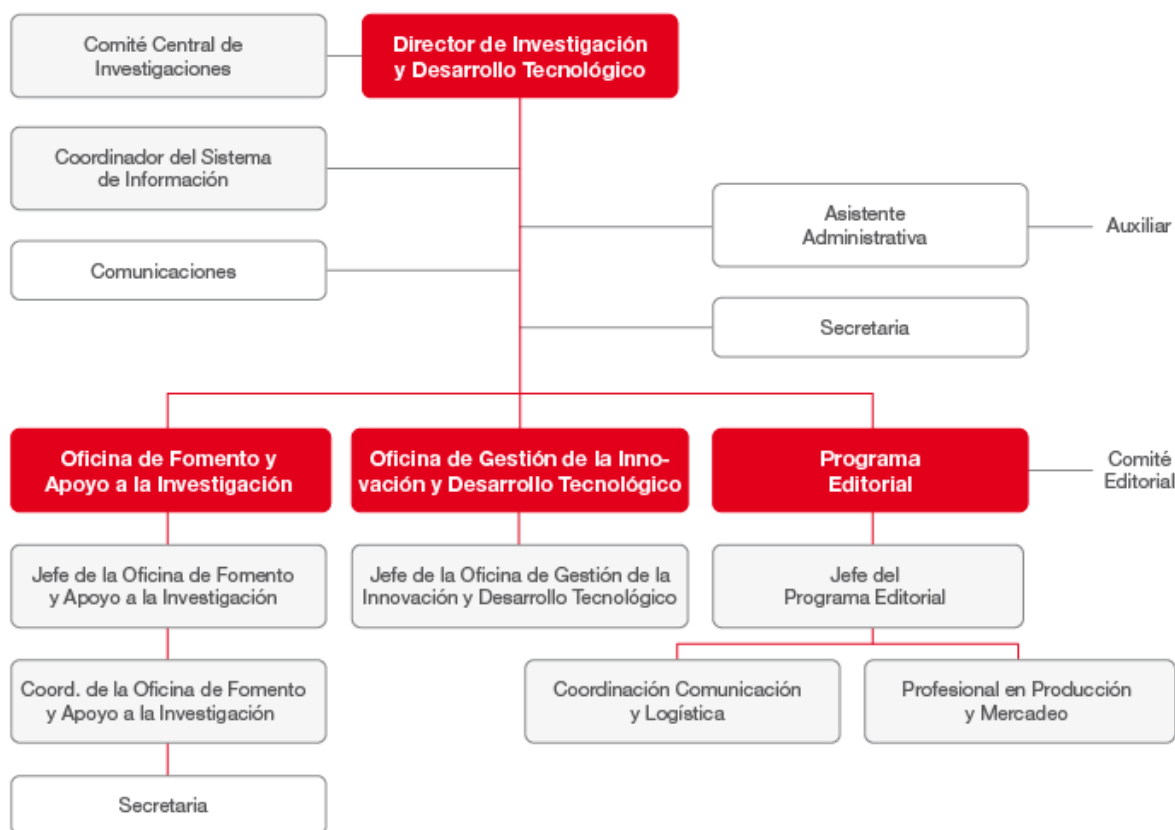 Comité Central de
Investigaciones
Director de Investigación
y Desarrollo Tecnológico
Coordinador del Sistema
de Información
Asistente
Administrativa
Auxiliar
Comunicaciones
Secretaria
Oficina de Fomento y
Apoyo a la Investigación
Oficina de Gestión de la Inno-
vación y Desarrollo Tecnológico
Programa
Editorial
Comité
Editorial
Jefe de la Oficina de Fomento
y Apoyo a la Investigación
Jefe de la Oficina de Gestión de la
Innovación y Desarrollo Tecnológico
Jefe del
Programa Editorial
Coord. de la Oficina de Fomento
y Apoyo a la Investigación
Coordinación Comunicación
y Logística
Profesional en Producción
y Mercadeo
Secretaria